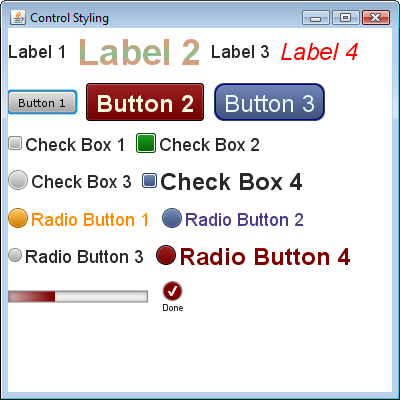 Control Styling
Label 1 Label 2 Label 3 Label 4
Button 1 Button 2 Button 3
Check Box 1 Check Box 2
Check Box 3 Check Box 4
Radio Button 1 Radio Button 2
Radio Button 3 Radio Button 4
Done